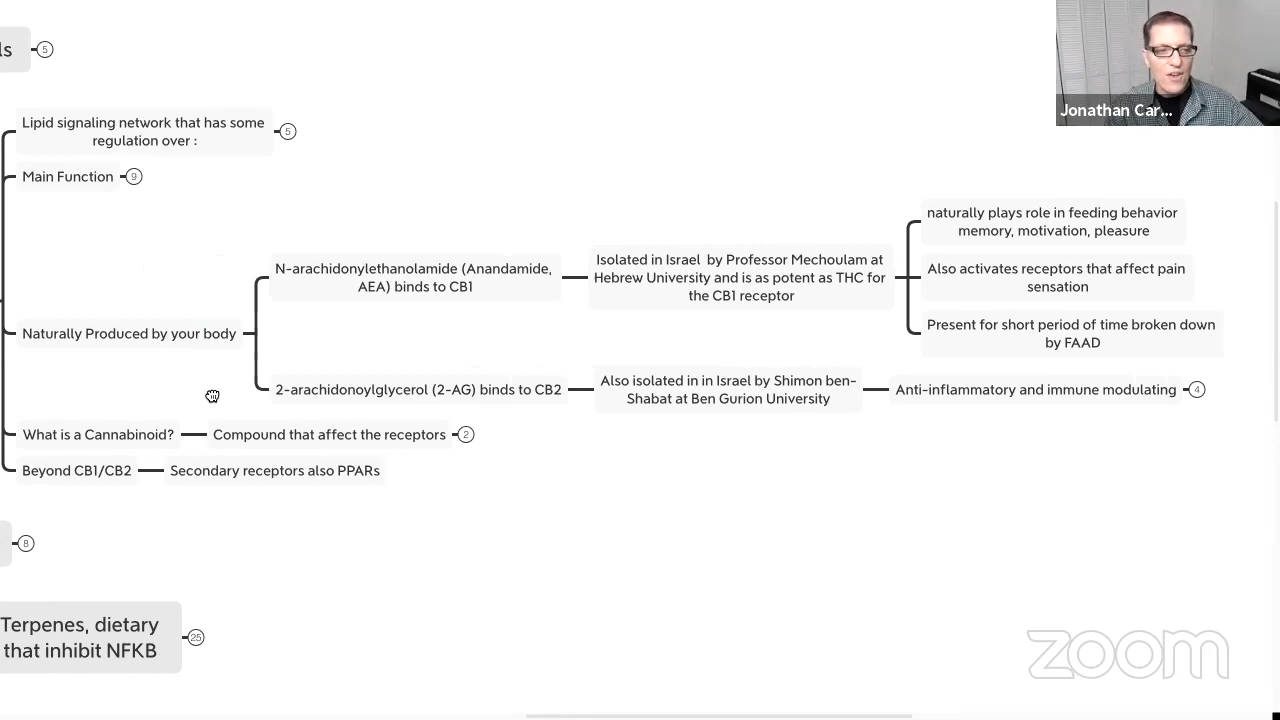 ls
5
Jonathan Car...
Lipid signaling network that has some
regulation over :
5
Main Function
9
Naturally Produced by your body
N-arachidonylethanolamide (Anandamide,
AEA) binds to CB1
Isolated in Israel by Professor Mechoulam at
Hebrew University and is as potent as THC for
the CB1 receptor
naturally plays role in feeding behavior
memory, motivation, pleasure
Also activates receptors that affect pain
sensation
Present for short period of time broken down
by FAAD
2-arachidonoylglycerol (2-AG) binds to CB2
Also isolated in in Israel by Shimon ben-
Shabat at Ben Gurion University
Anti-inflammatory and immune modulating
4
What is a Cannabinoid?
Compound that affect the receptors
2
Beyond CB1/CB2
Secondary receptors also PPARs
8
Terpenes, dietary
that inhibit NFKB
25
zoom